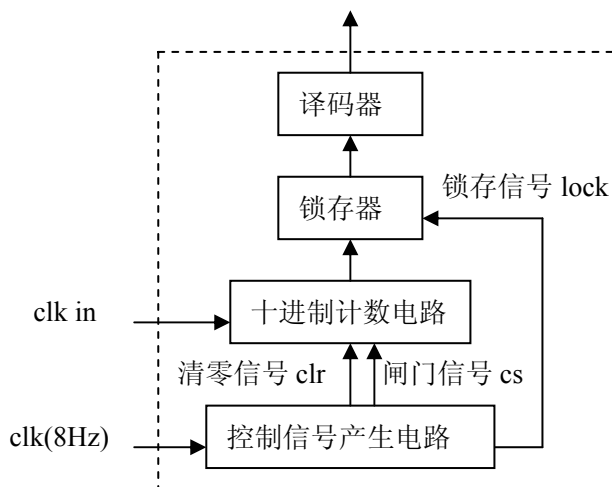 译码器
锁存信号 lock
锁存器
clk in
十进制计数电路
清零信号 clr
闸门信号 cs
clk(8Hz)
控制信号产生电路